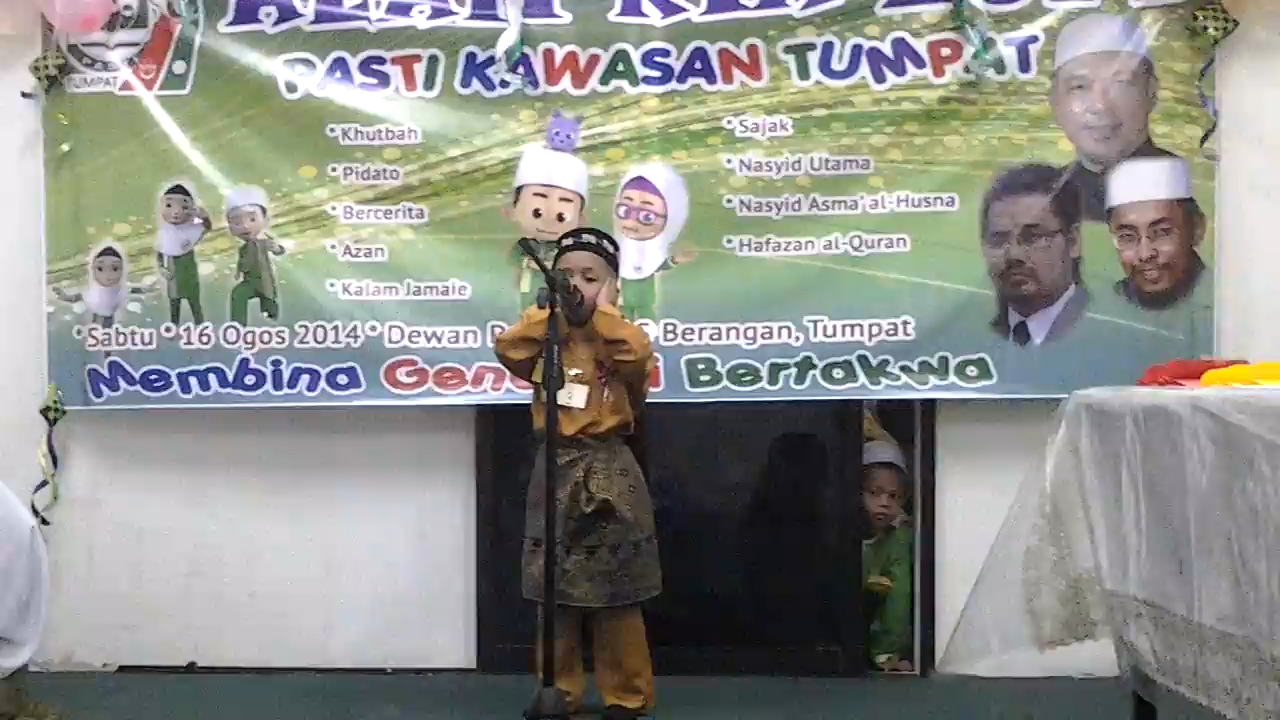 PASTI KAWASAN TUMPAT
TUMPAT
* Khutbah
* Pidato
* Bercerita
* Azan
* Kalam Jamaie
* Sajak
* Nasyid Utama
* Nasyid Asma' al-Husna
* Hafazan al-Quran
* Sabtu * 16 Ogos 2014 * Dewan Berangan, Tumpat
Membina Bertakwa